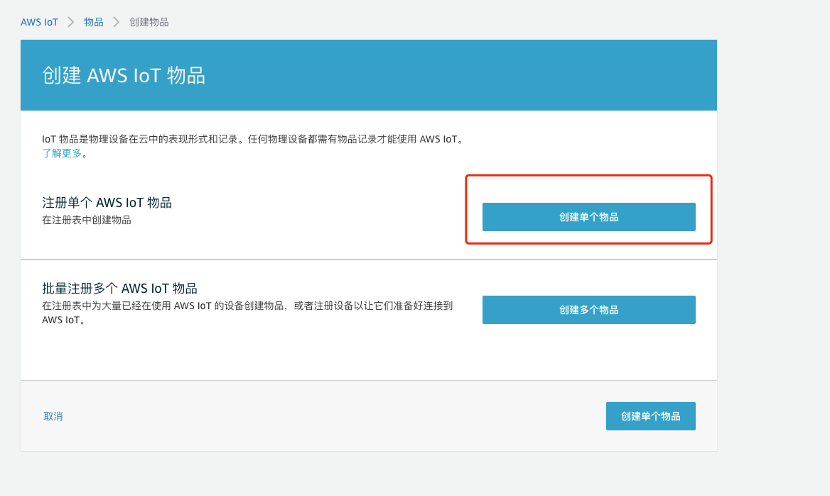 AWS IoT > 物品 > 创建物品
创建 AWS IoT 物品
IoT 物品是物理设备在云中的表现形式和记录。任何物理设备都需有物品记录才能使用 AWS IoT。
了解更多。
注册单个 AWS IoT 物品
在注册表中创建物品
创建单个物品
批量注册多个 AWS IoT 物品
在注册表中为大量已经在使用 AWS IoT 的设备创建物品，或者注册设备以让它们准备好连接到
AWS IoT。
创建多个物品
取消
创建单个物品